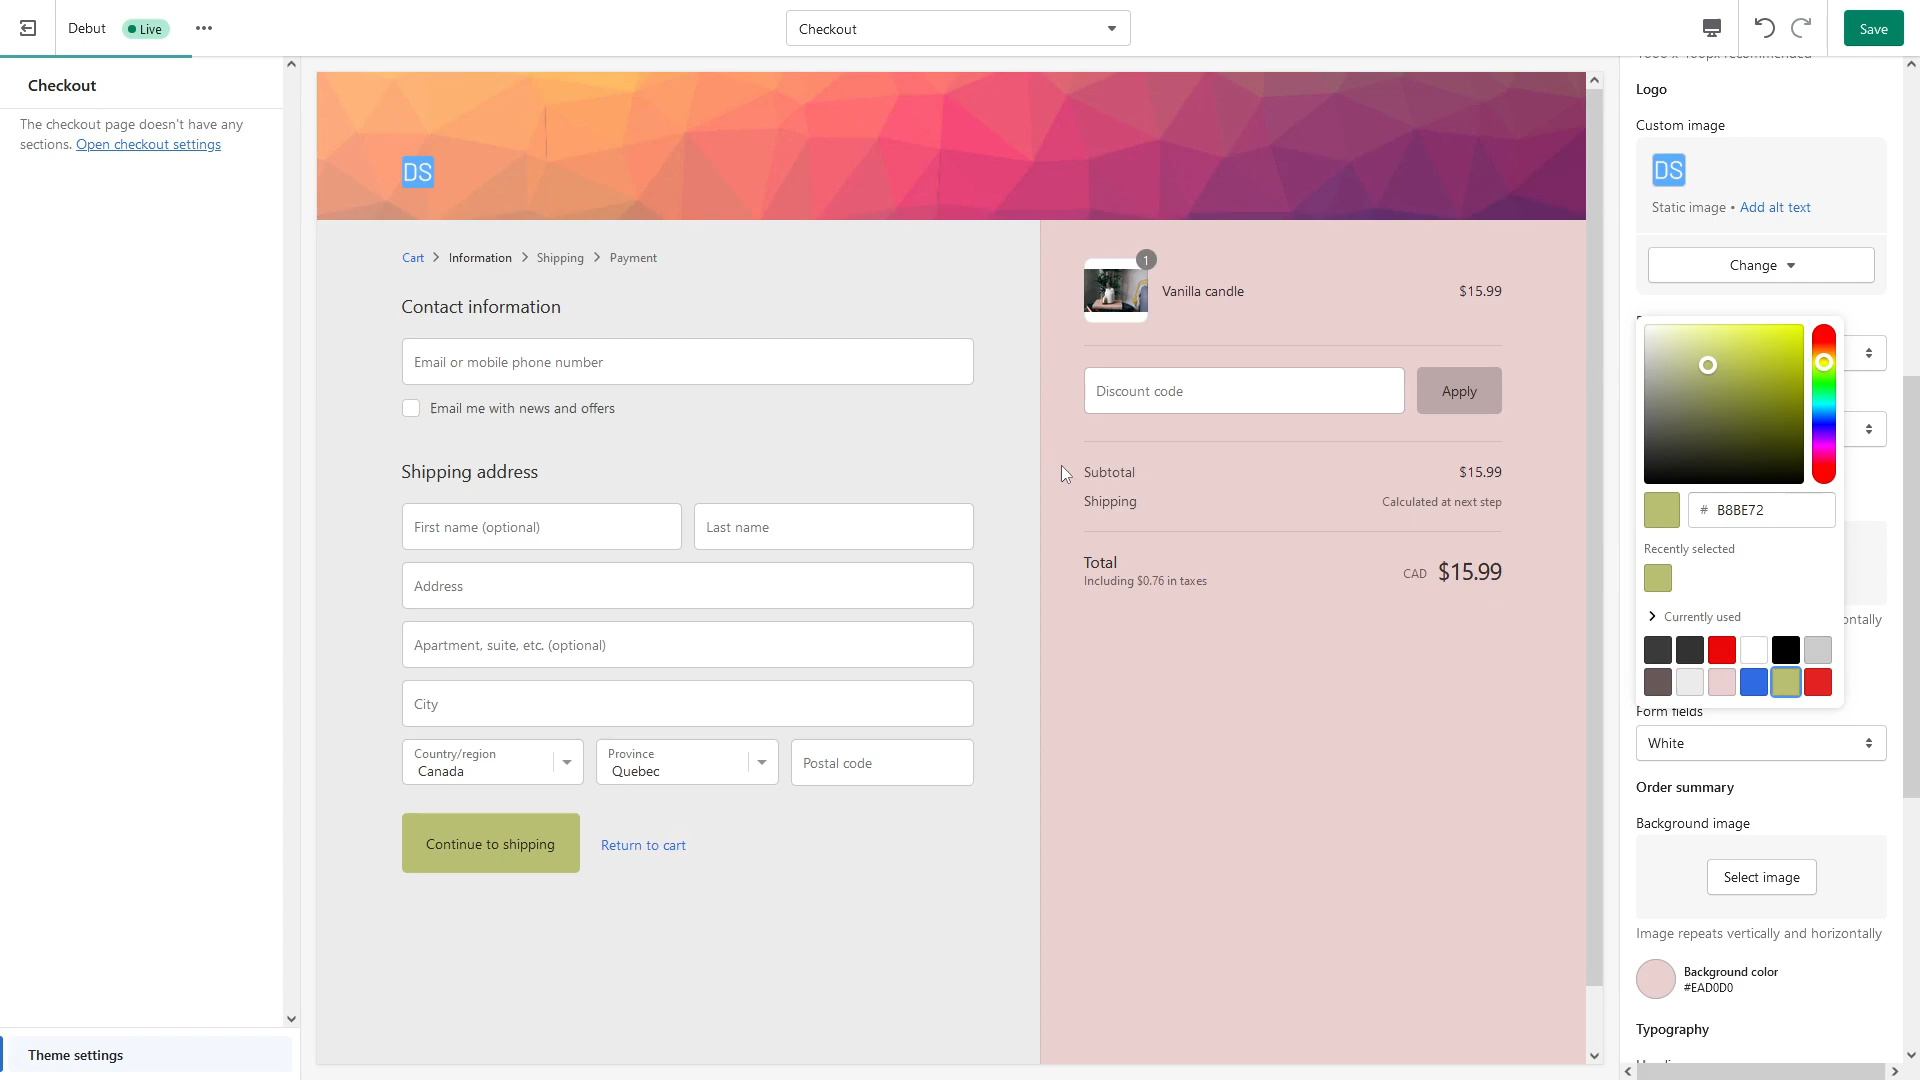 Debut
Live
Checkout
Save
Checkout
The checkout page doesn't have any
sections. Open checkout settings
Theme settings
DS
Cart > Information > Shipping > Payment
Contact information
Email or mobile phone number
Email me with news and offers
Shipping address
First name (optional)
Last name
Address
Apartment, suite, etc. (optional)
City
Country/region
Canada
Province
Quebec
Postal code
Continue to shipping
Return to cart
1
Vanilla candle
$15.99
Discount code
Apply
Subtotal
$15.99
Shipping
Calculated at next step
Total
Including $0.76 in taxes
CAD $15.99
Logo
Custom image
DS
Static image • Add alt text
Change
# B8BE72
Recently selected
Currently used
Form fields
White
Order summary
Background image
Select image
Image repeats vertically and horizontally
Background color
#EAD0D0
Typography